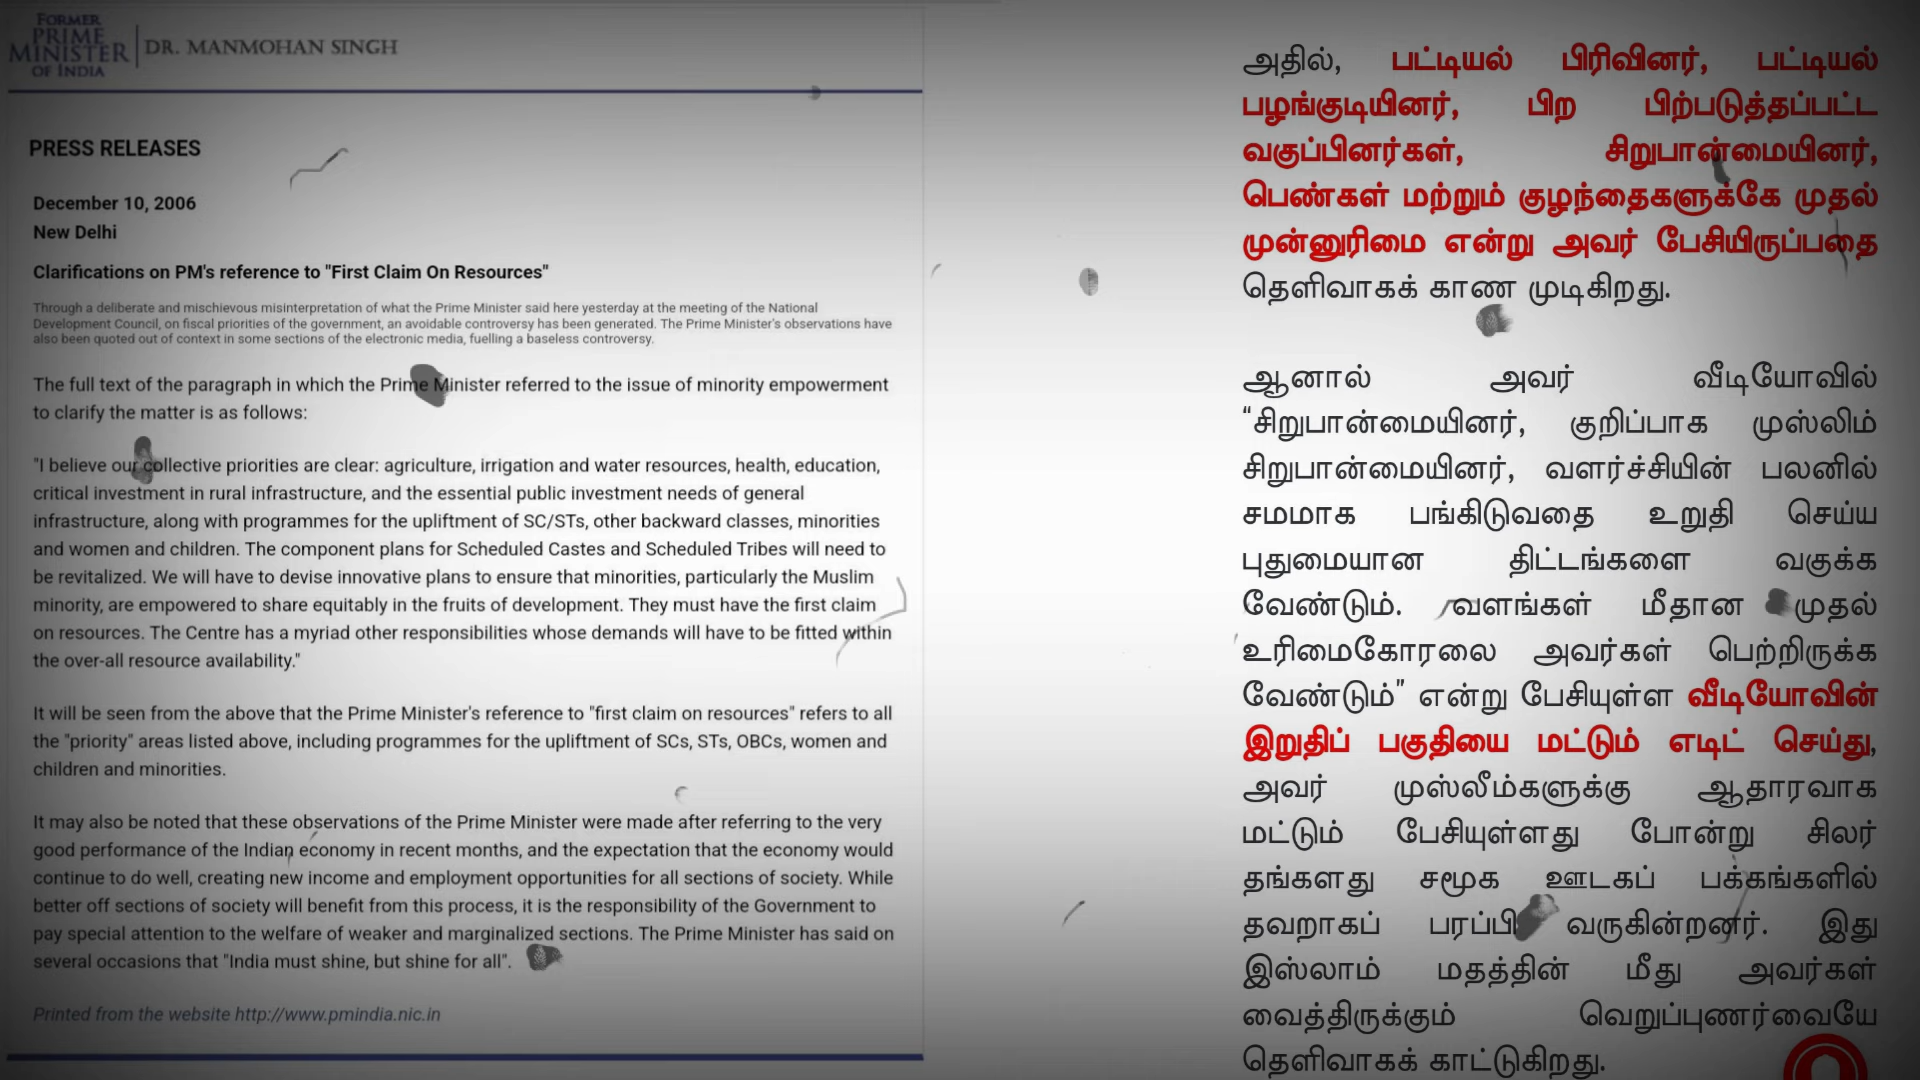 FORMER
PRIME
MINISTER
OF INDIA
DR. MANMOHAN SINGH
PRESS RELEASES
December 10, 2006
New Delhi
Clarifications on PM's reference to "First Claim On Resources"
Through a deliberate and mischievous misinterpretation of what the Prime Minister said here yesterday at the meeting of the National
Development Council, on fiscal priorities of the government, an avoidable controversy has been generated. The Prime Minister's observations have
also been quoted out of context in some sections of the electronic media, fuelling a baseless controversy.
The full text of the paragraph in which the Prime Minister referred to the issue of minority empowerment
to clarify the matter is as follows:
"I believe our collective priorities are clear: agriculture, irrigation and water resources, health, education,
critical investment in rural infrastructure, and the essential public investment needs of general
infrastructure, along with programmes for the upliftment of SC/STs, other backward classes, minorities
and women and children. The component plans for Scheduled Castes and Scheduled Tribes will need to
be revitalized. We will have to devise innovative plans to ensure that minorities, particularly the Muslim
minority, are empowered to share equitably in the fruits of development. They must have the first claim
on resources. The Centre has a myriad other responsibilities whose demands will have to be fitted within
the over-all resource availability."
It will be seen from the above that the Prime Minister's reference to "first claim on resources" refers to all
the "priority" areas listed above, including programmes for the upliftment of SCs, STs, OBCs, women and
children and minorities.
It may also be noted that these observations of the Prime Minister were made after referring to the very
good performance of the Indian economy in recent months, and the expectation that the economy would
continue to do well, creating new income and employment opportunities for all sections of society. While
better off sections of society will benefit from this process, it is the responsibility of the Government to
pay special attention to the welfare of weaker and marginalized sections. The Prime Minister has said on
several occasions that "India must shine, but shine for all".
Printed from the website http://www.pmindia.nic.in
அதில், பட்டியல் பிரிவினர், பட்டியல்
பழங்குடியினர், பிற பிற்படுத்தப்பட்ட
வகுப்பினர்கள், சிறுபான்மையினர்,
பெண்கள் மற்றும் குழந்தைகளுக்கே முதல்
முன்னுரிமை என்று அவர் பேசியிருப்பதை
தெளிவாகக் காண முடிகிறது.
ஆனால் அவர் வீடியோவில்
“சிறுபான்மையினர், குறிப்பாக முஸ்லிம்
சிறுபான்மையினர், வளர்ச்சியின் பலனில்
சமமாக பங்கிடுவதை உறுதி செய்ய
புதுமையான திட்டங்களை வகுக்க
வேண்டும். வளங்கள் மீதான முதல்
உரிமைகோரலை அவர்கள் பெற்றிருக்க
வேண்டும்” என்று பேசியுள்ள வீடியோவின்
இறுதிப் பகுதியை மட்டும் எடிட் செய்து,
அவர் முஸ்லீம்களுக்கு ஆதாரவாக
மட்டும் பேசியுள்ளது போன்று சிலர்
தங்களது சமூக ஊடகப் பக்கங்களில்
தவறாகப் பரப்பி வருகின்றனர். இது
இஸ்லாம் மதத்தின் மீது அவர்கள்
வைத்திருக்கும் வெறுப்புணர்வையே
தெளிவாகக் காட்டுகிறது.